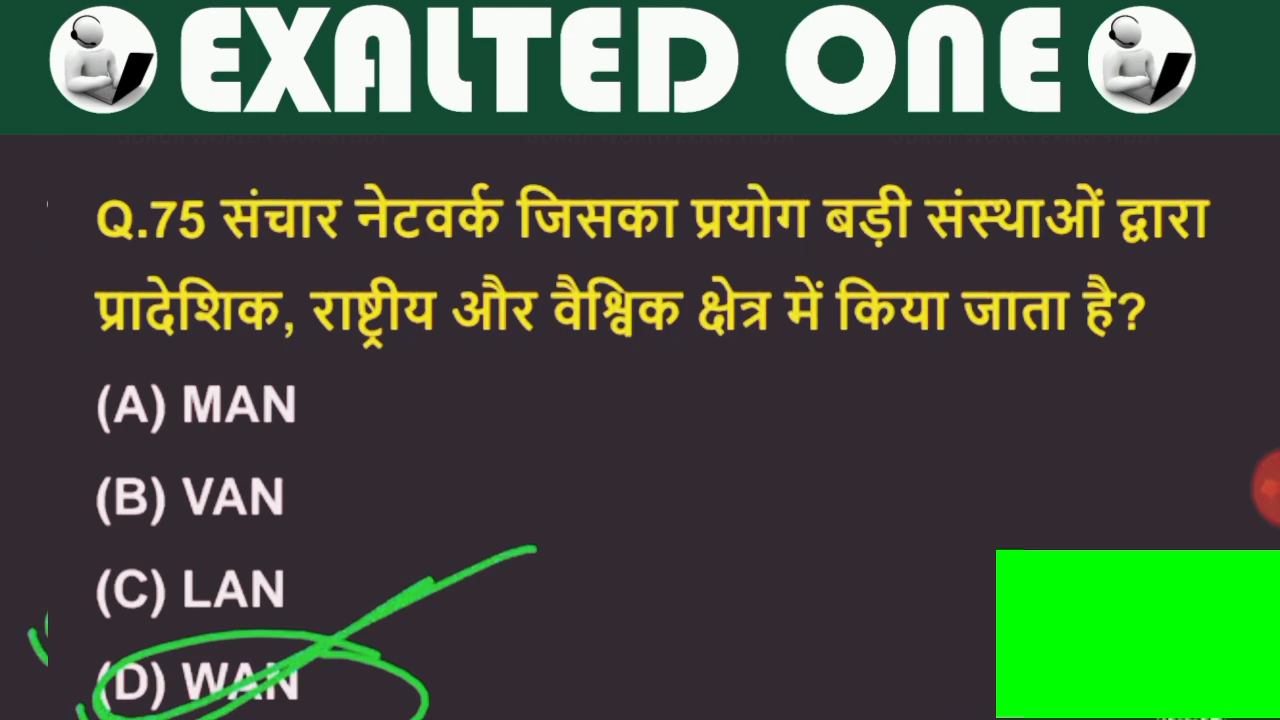 EXALTED ONE
Q.75 संचार नेटवर्क जिसका प्रयोग बड़ी संस्थाओं द्वारा
प्रादेशिक, राष्ट्रीय और वैश्विक क्षेत्र में किया जाता है?
(A) MAN
(B) VAN
(C) LAN
(D) WAN